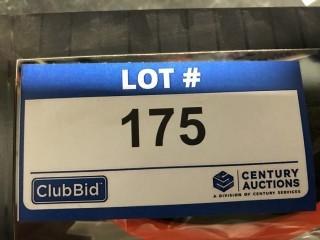 LOT #
175
ClubBid
CENTURY
AUCTIONS
A DIVISION OF CENTURY SERVICES